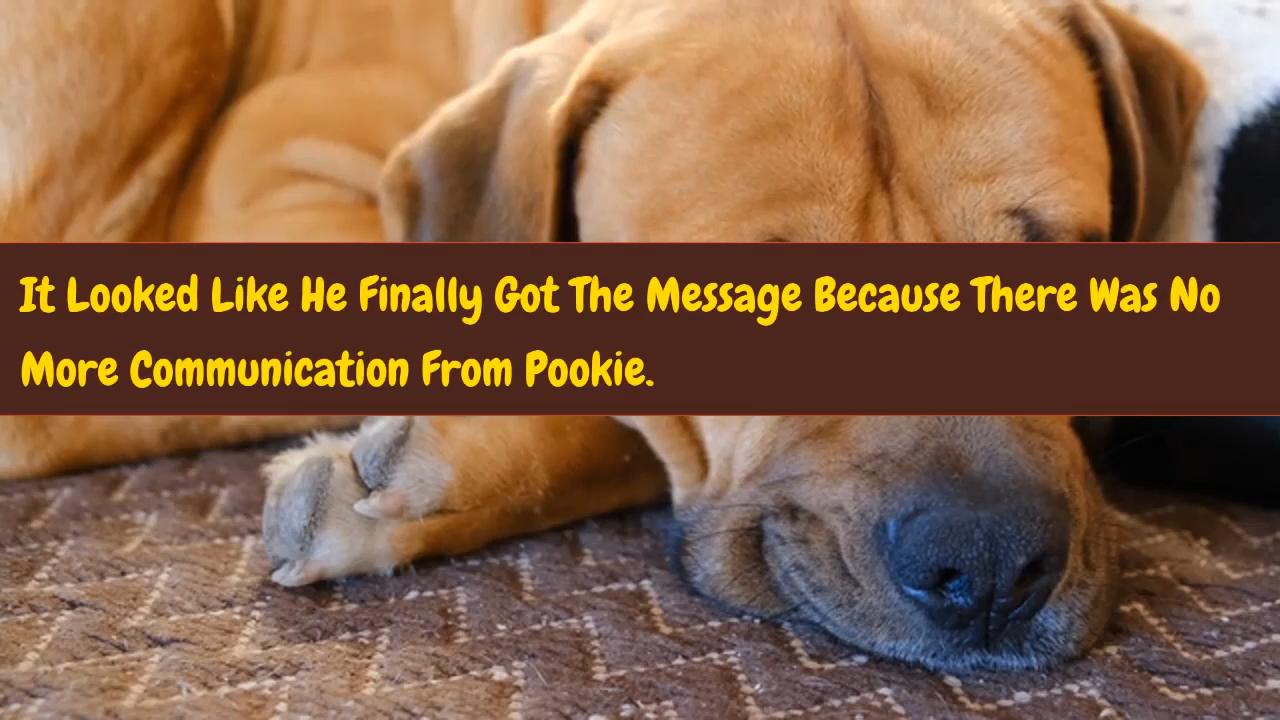 It Looked Like He Finally Got The Message Because There Was No
More Communication From Pookie.